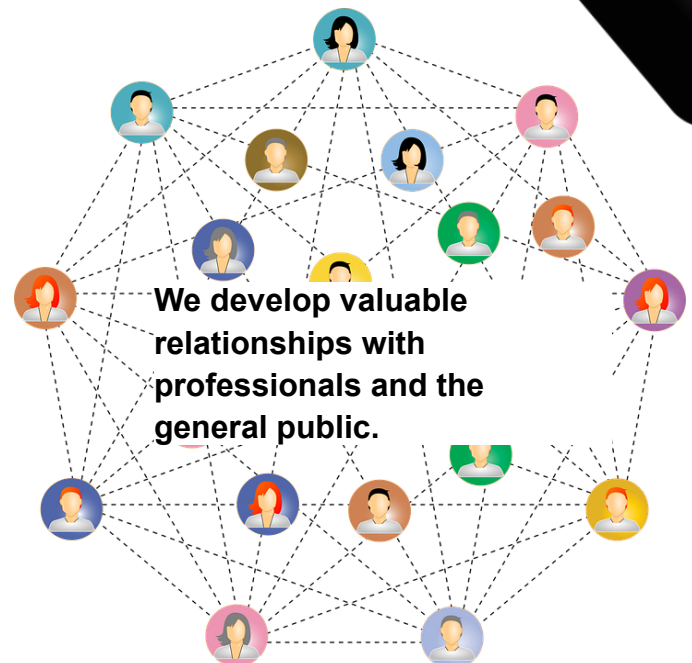 We develop valuable
relationships with
professionals and the
general public.